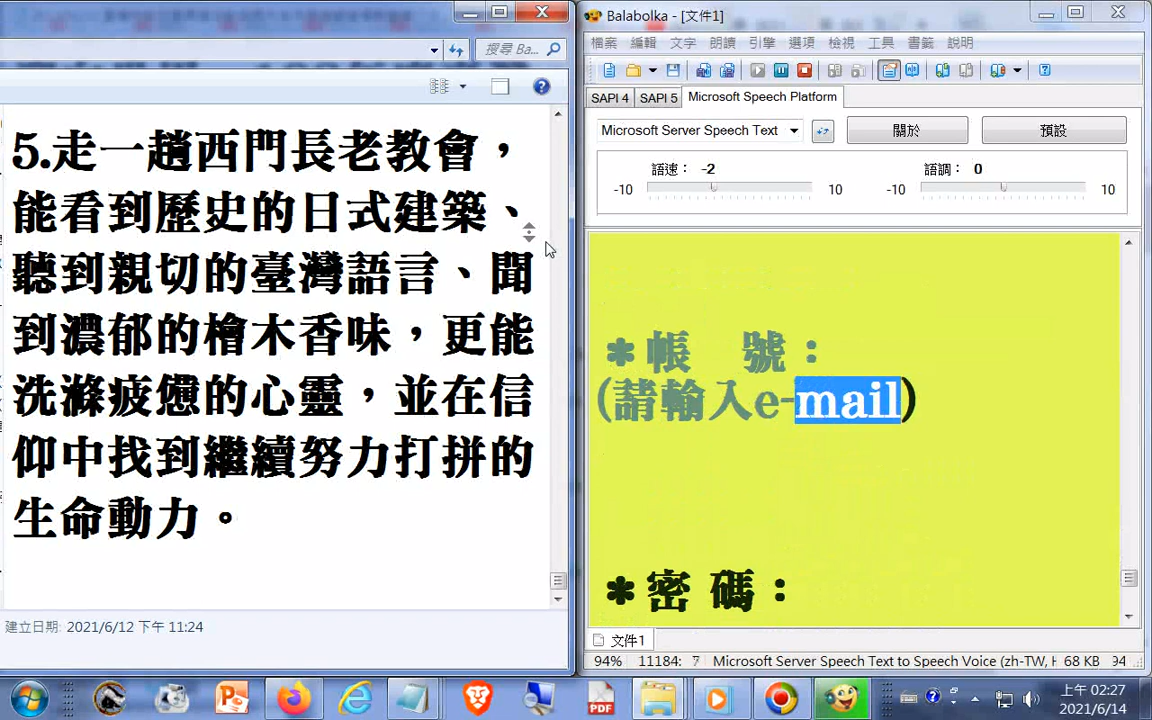 搜尋 Ba...
5.走一趟西門長老教會，
能看到歷史的日式建築、
聽到親切的臺灣語言、聞
到濃郁的檜木香味，更能
洗滌疲憊的心靈，並在信
仰中找到繼續努力打拼的
生命動力。
建立日期: 2021/6/12 下午 11:24
Balabolka - [文件1]
檔案 編輯 文字 朗讀 引擎 選項 檢視 工具 書籤 說明
SAPI 4 SAPI 5 Microsoft Speech Platform
Microsoft Server Speech Text 關於 預設
語速： -2 語調： 0
-10 10 -10 10
＊帳 號：
(請輸入e-mail)
＊密 碼：
文件1
94% 11184: 7 Microsoft Server Speech Text to Speech Voice (zh-TW, H 68 KB 94
PDF
上午 02:27
2021/6/14